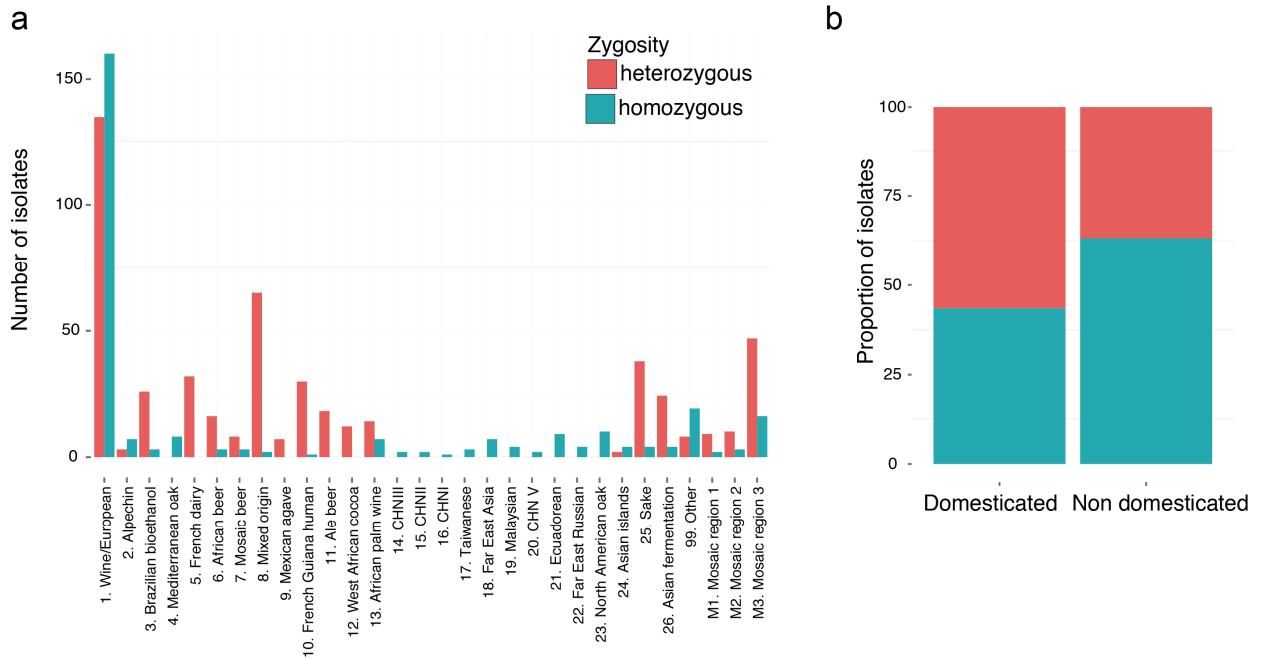 a
Number of isolates
150
100
50
0
Zygosity
heterozygous
homozygous
1. Wine/European
2. Alpechin
3. Brazilian bioethanol
4. Mediterranean oak
5. French dairy
6. African beer
7. Mosaic beer
8. Mixed origin
9. Mexican agave
10. French Guiana human
11. Ale beer
12. West African cocoa
13. African palm wine
14. CHNIII
15. CHNII
16. CHNI
17. Taiwanese
18. Far East Asia
19. Malaysian
20. CHN V
21. Ecuadorean
22. Far East Russian
23. North American oak
24. Asian islands
25. Sake
26. Asian fermentation
99. Other
M1. Mosaic region 1
M2. Mosaic region 2
M3. Mosaic region 3
b
Proportion of isolates
100
75
50
25
0
Domesticated
Non domesticated